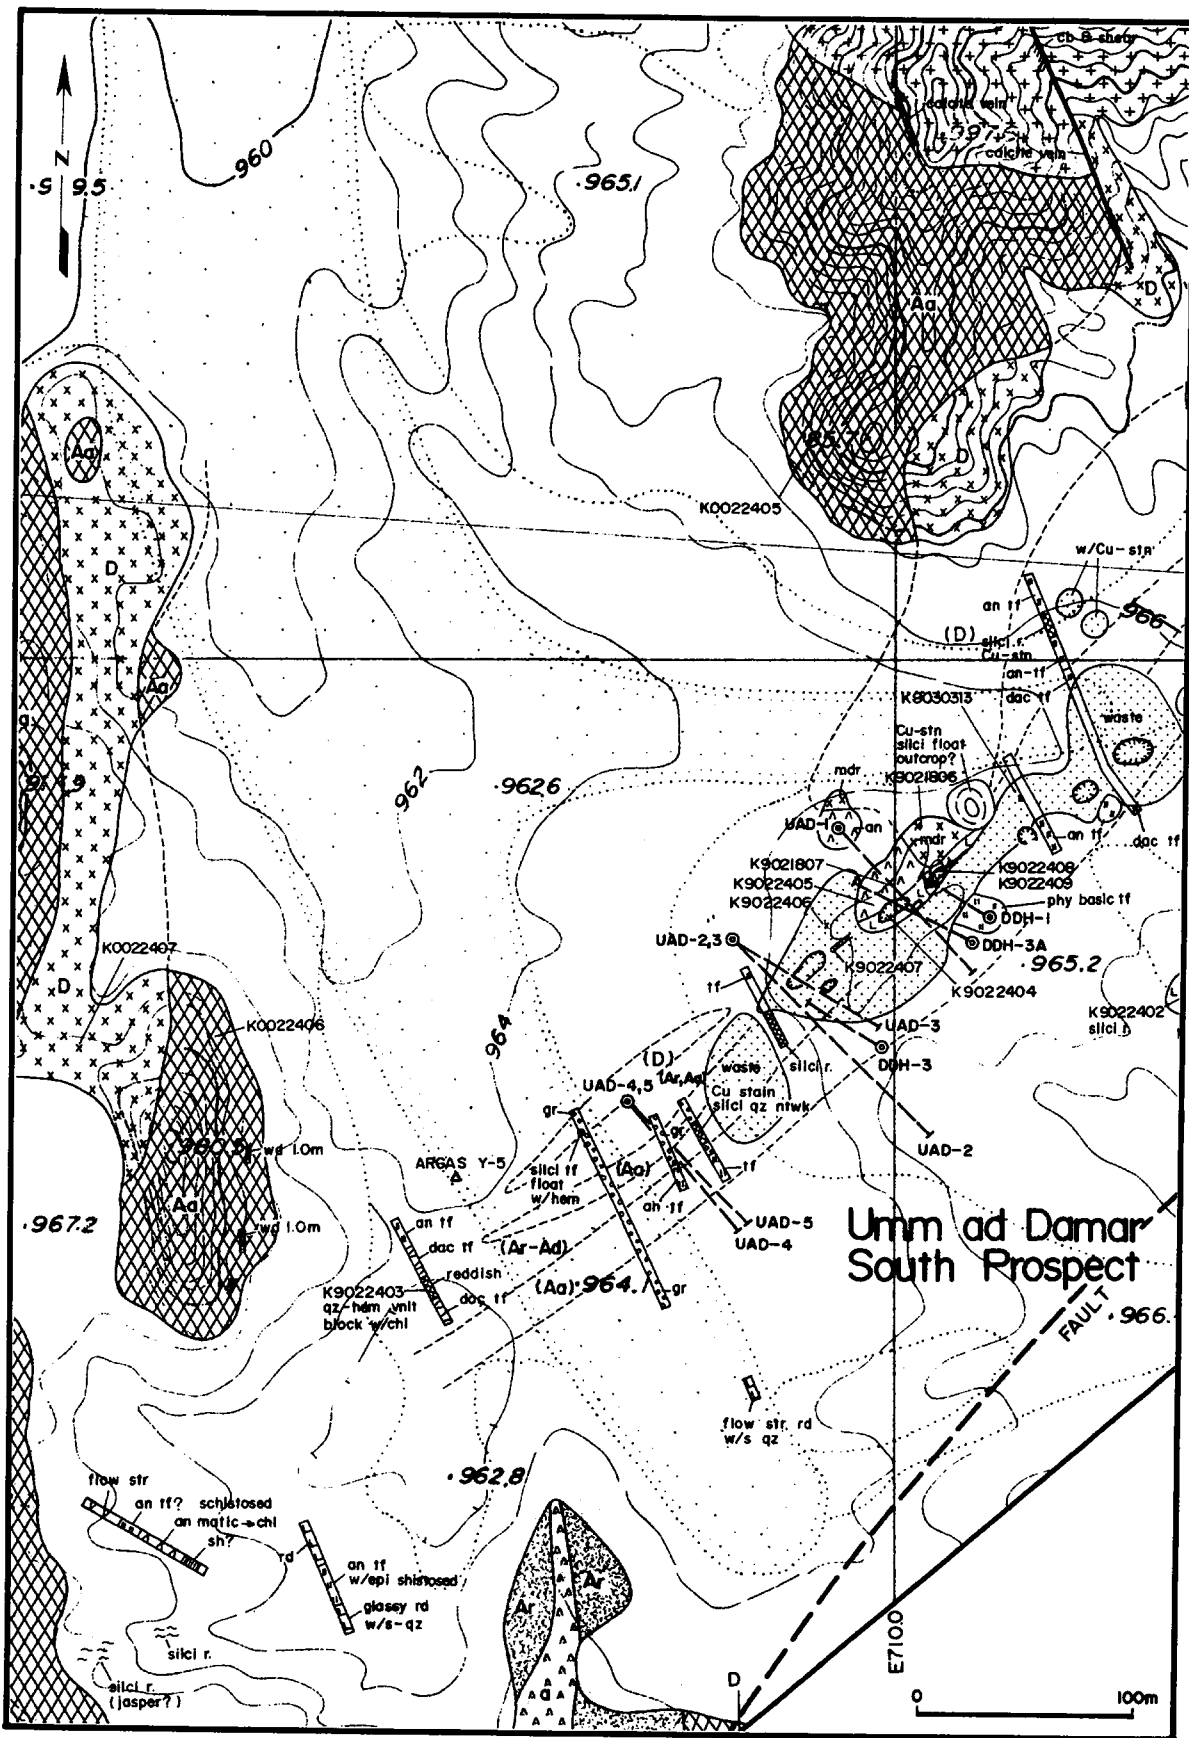 cb & shety
calcite vein
calcite vein
N
960
.965.1
Aa
D
Aa
D
D
K0022405
w/Cu-stn
an tf
966
(D)
silci r.
Cu-stn
an-tf
dac tf
K9030313
waste
Aa
Cu-stn
silci float
outcrop?
K9021806
mdr
962
.962.6
UAD-1
an
mdr
an tf
dac tf
K9021807
K9022408
K9022405
K9022409
K9022406
phy basic tf
DDH-1
UAD-2,3
DDH-3A
K0022407
K9022407
.965.2
tf
K9022404
D
K0022406
K9022402
silci r.
UAD-3
964
silci r.
DDH-3
(D)
(Ar,Aa)
waste
UAD-4,5
Cu stain
silci qz ntwk
gr
gr
UAD-2
wd 1.0m
ARGAS Y-5
silci tf
float
w/hem
(Aa)
tf
an tf
Aa
.967.2
wd 1.0m
an tf
UAD-5
UAD-4
Umm ad Damar
South Prospect
dac tf
(Ar-Ad)
reddish
K9022403
qz-hem vnlt
block w/chl
dac tf
(Aa)
.964.1
gr
FAULT
.966.
flow str. rd
w/s qz
.962.8
flow str
an tf? schistosed
an matic→chl
sh?
rd
an tf
w/epi shistosed
glassy rd
w/s-qz
Ar
Ar
silci r.
silci r.
(jasper?)
a
D
E710.0
0
100m